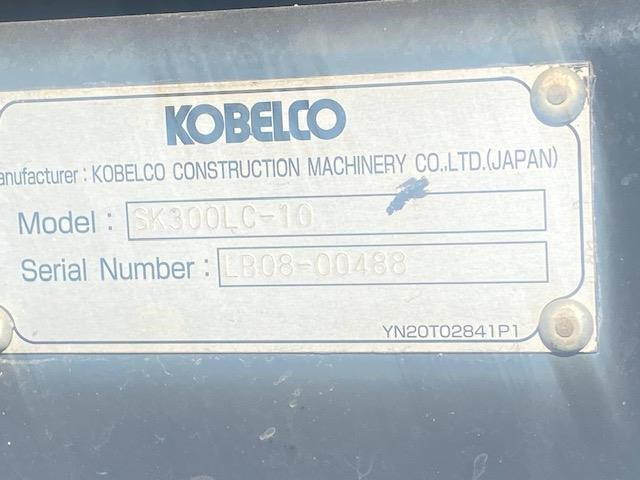 KOBELCO
anufacturer : KOBELCO CONSTRUCTION MACHINERY CO.,LTD.(JAPAN)
Model : SK300LC-10
Serial Number : LB08-00488
YN20T02841P1